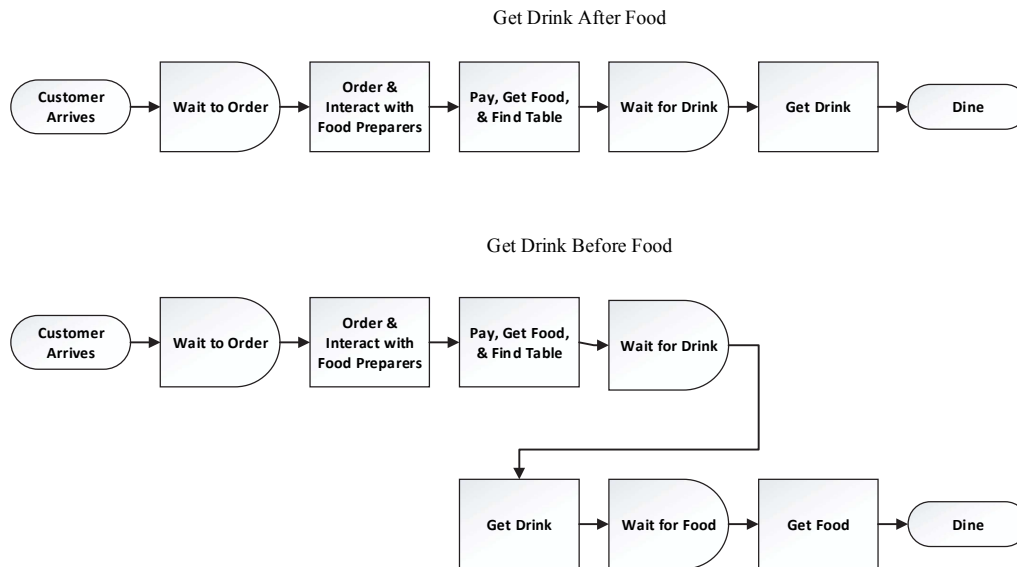 Get Drink After Food
Customer
Arrives
Wait to Order
Order &
Interact with
Food Preparers
Pay, Get Food,
& Find Table
Wait for Drink
Get Drink
Dine
Get Drink Before Food
Customer
Arrives
Wait to Order
Order &
Interact with
Food Preparers
Pay, Get Food,
& Find Table
Wait for Drink
Get Drink
Wait for Food
Get Food
Dine